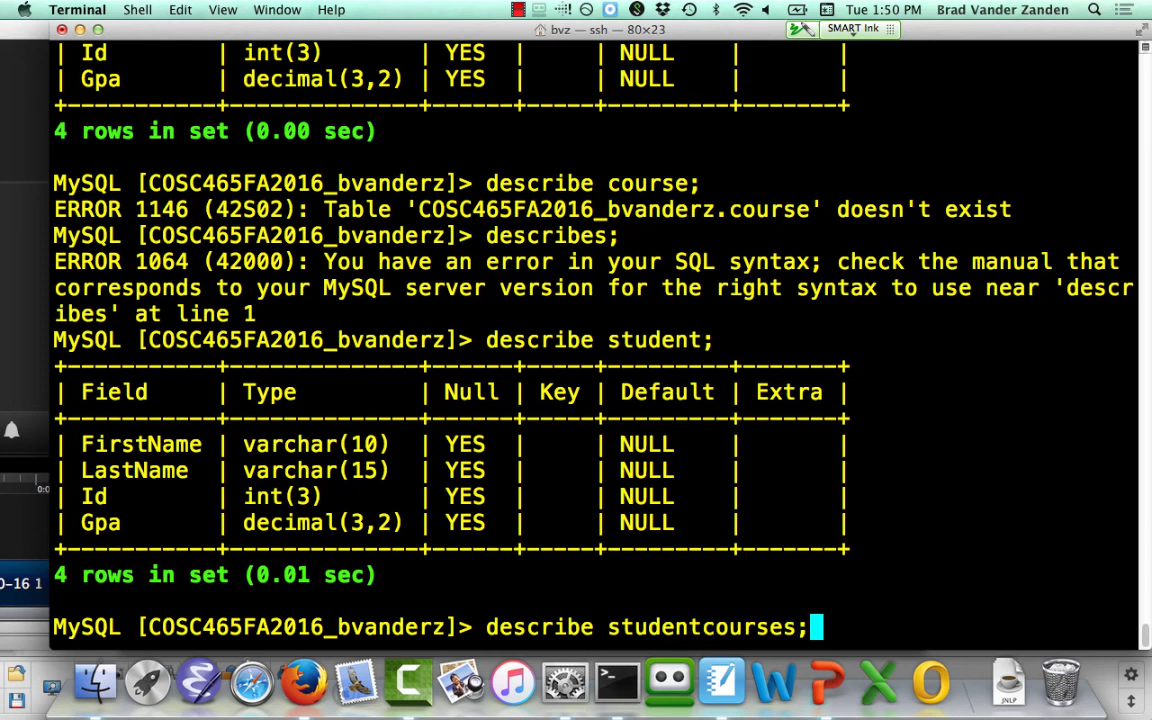 Terminal Shell Edit View Window Help Tue 1:50 PM Brad Vander Zanden
bvz — ssh — 80×23 SMART Ink
| Id | int(3) | YES | | NULL | |
| Gpa | decimal(3,2) | YES | | NULL | |
+-----------+--------------+------+-----+---------+-------+
4 rows in set (0.00 sec)
MySQL [COSC465FA2016_bvanderz]> describe course;
ERROR 1146 (42S02): Table 'COSC465FA2016_bvanderz.course' doesn't exist
MySQL [COSC465FA2016_bvanderz]> describes;
ERROR 1064 (42000): You have an error in your SQL syntax; check the manual that
corresponds to your MySQL server version for the right syntax to use near 'descr
ibes' at line 1
MySQL [COSC465FA2016_bvanderz]> describe student;
+-----------+--------------+------+-----+---------+-------+
| Field | Type | Null | Key | Default | Extra |
+-----------+--------------+------+-----+---------+-------+
| FirstName | varchar(10) | YES | | NULL | |
| LastName | varchar(15) | YES | | NULL | |
| Id | int(3) | YES | | NULL | |
| Gpa | decimal(3,2) | YES | | NULL | |
+-----------+--------------+------+-----+---------+-------+
4 rows in set (0.01 sec)
MySQL [COSC465FA2016_bvanderz]> describe studentcourses;
0:0
0-16 1
JNLP